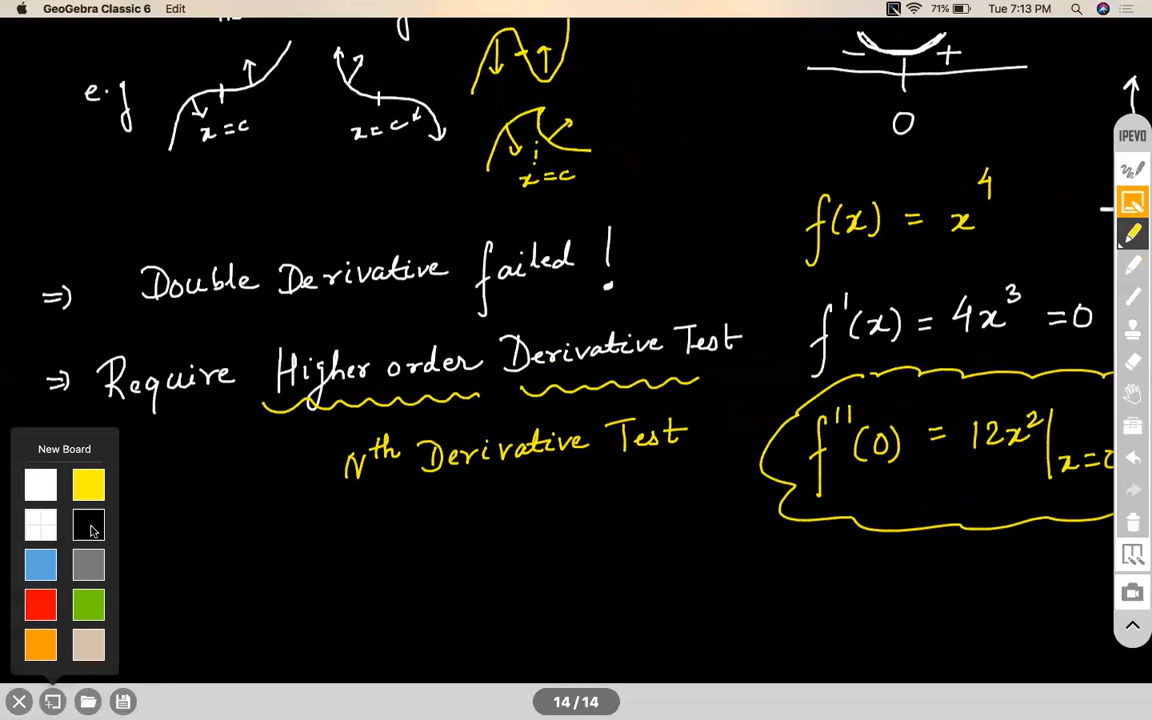 GeoGebra Classic 6 Edit
71% Tue 7:13 PM
e.g
x=c
x=c
x=c
- +
0
IPEVO
f(x) = x⁴
⇒ Double Derivative failed!
f'(x) = 4x³ =0
⇒ Require Higher order Derivative Test
Nth Derivative Test
f''(0) = 12x²|
New Board
14 / 14